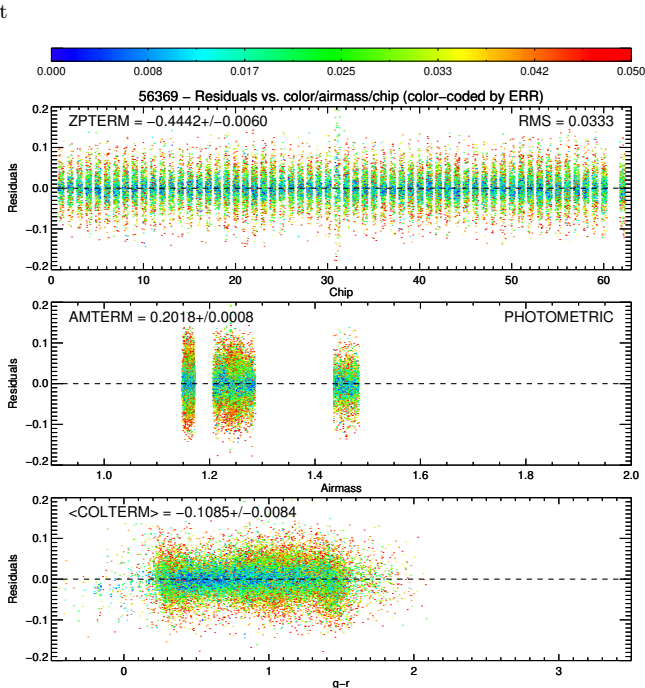 t
0.000 0.008 0.017 0.025 0.033 0.042 0.050
56369 − Residuals vs. color/airmass/chip (color−coded by ERR)
ZPTERM = −0.4442+/−0.0060 RMS = 0.0333
0.2
0.1
0.0
−0.1
−0.2
Residuals
0 10 20 30 40 50 60
Chip
AMTERM = 0.2018+/0.0008 PHOTOMETRIC
0.2
0.1
0.0
−0.1
−0.2
Residuals
1.0 1.2 1.4 1.6 1.8 2.0
Airmass
<COLTERM> = −0.1085+/−0.0084
0.2
0.1
0.0
−0.1
−0.2
Residuals
0 1 2 3
g−r